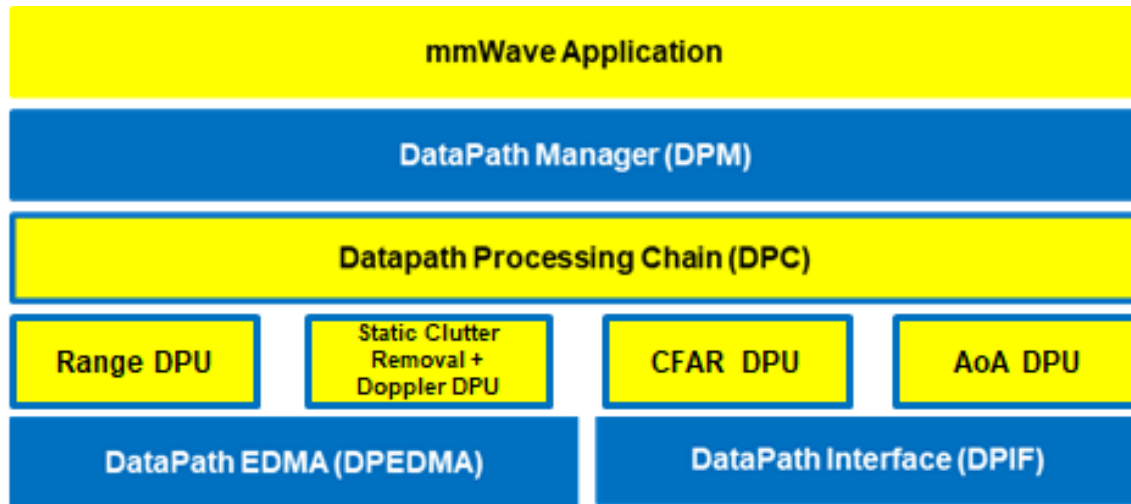 mmWave Application
DataPath Manager (DPM)
Datapath Processing Chain (DPC)
Range DPU
Static Clutter
Removal +
Doppler DPU
CFAR DPU
AoA DPU
DataPath EDMA (DPEDMA)
DataPath Interface (DPIF)